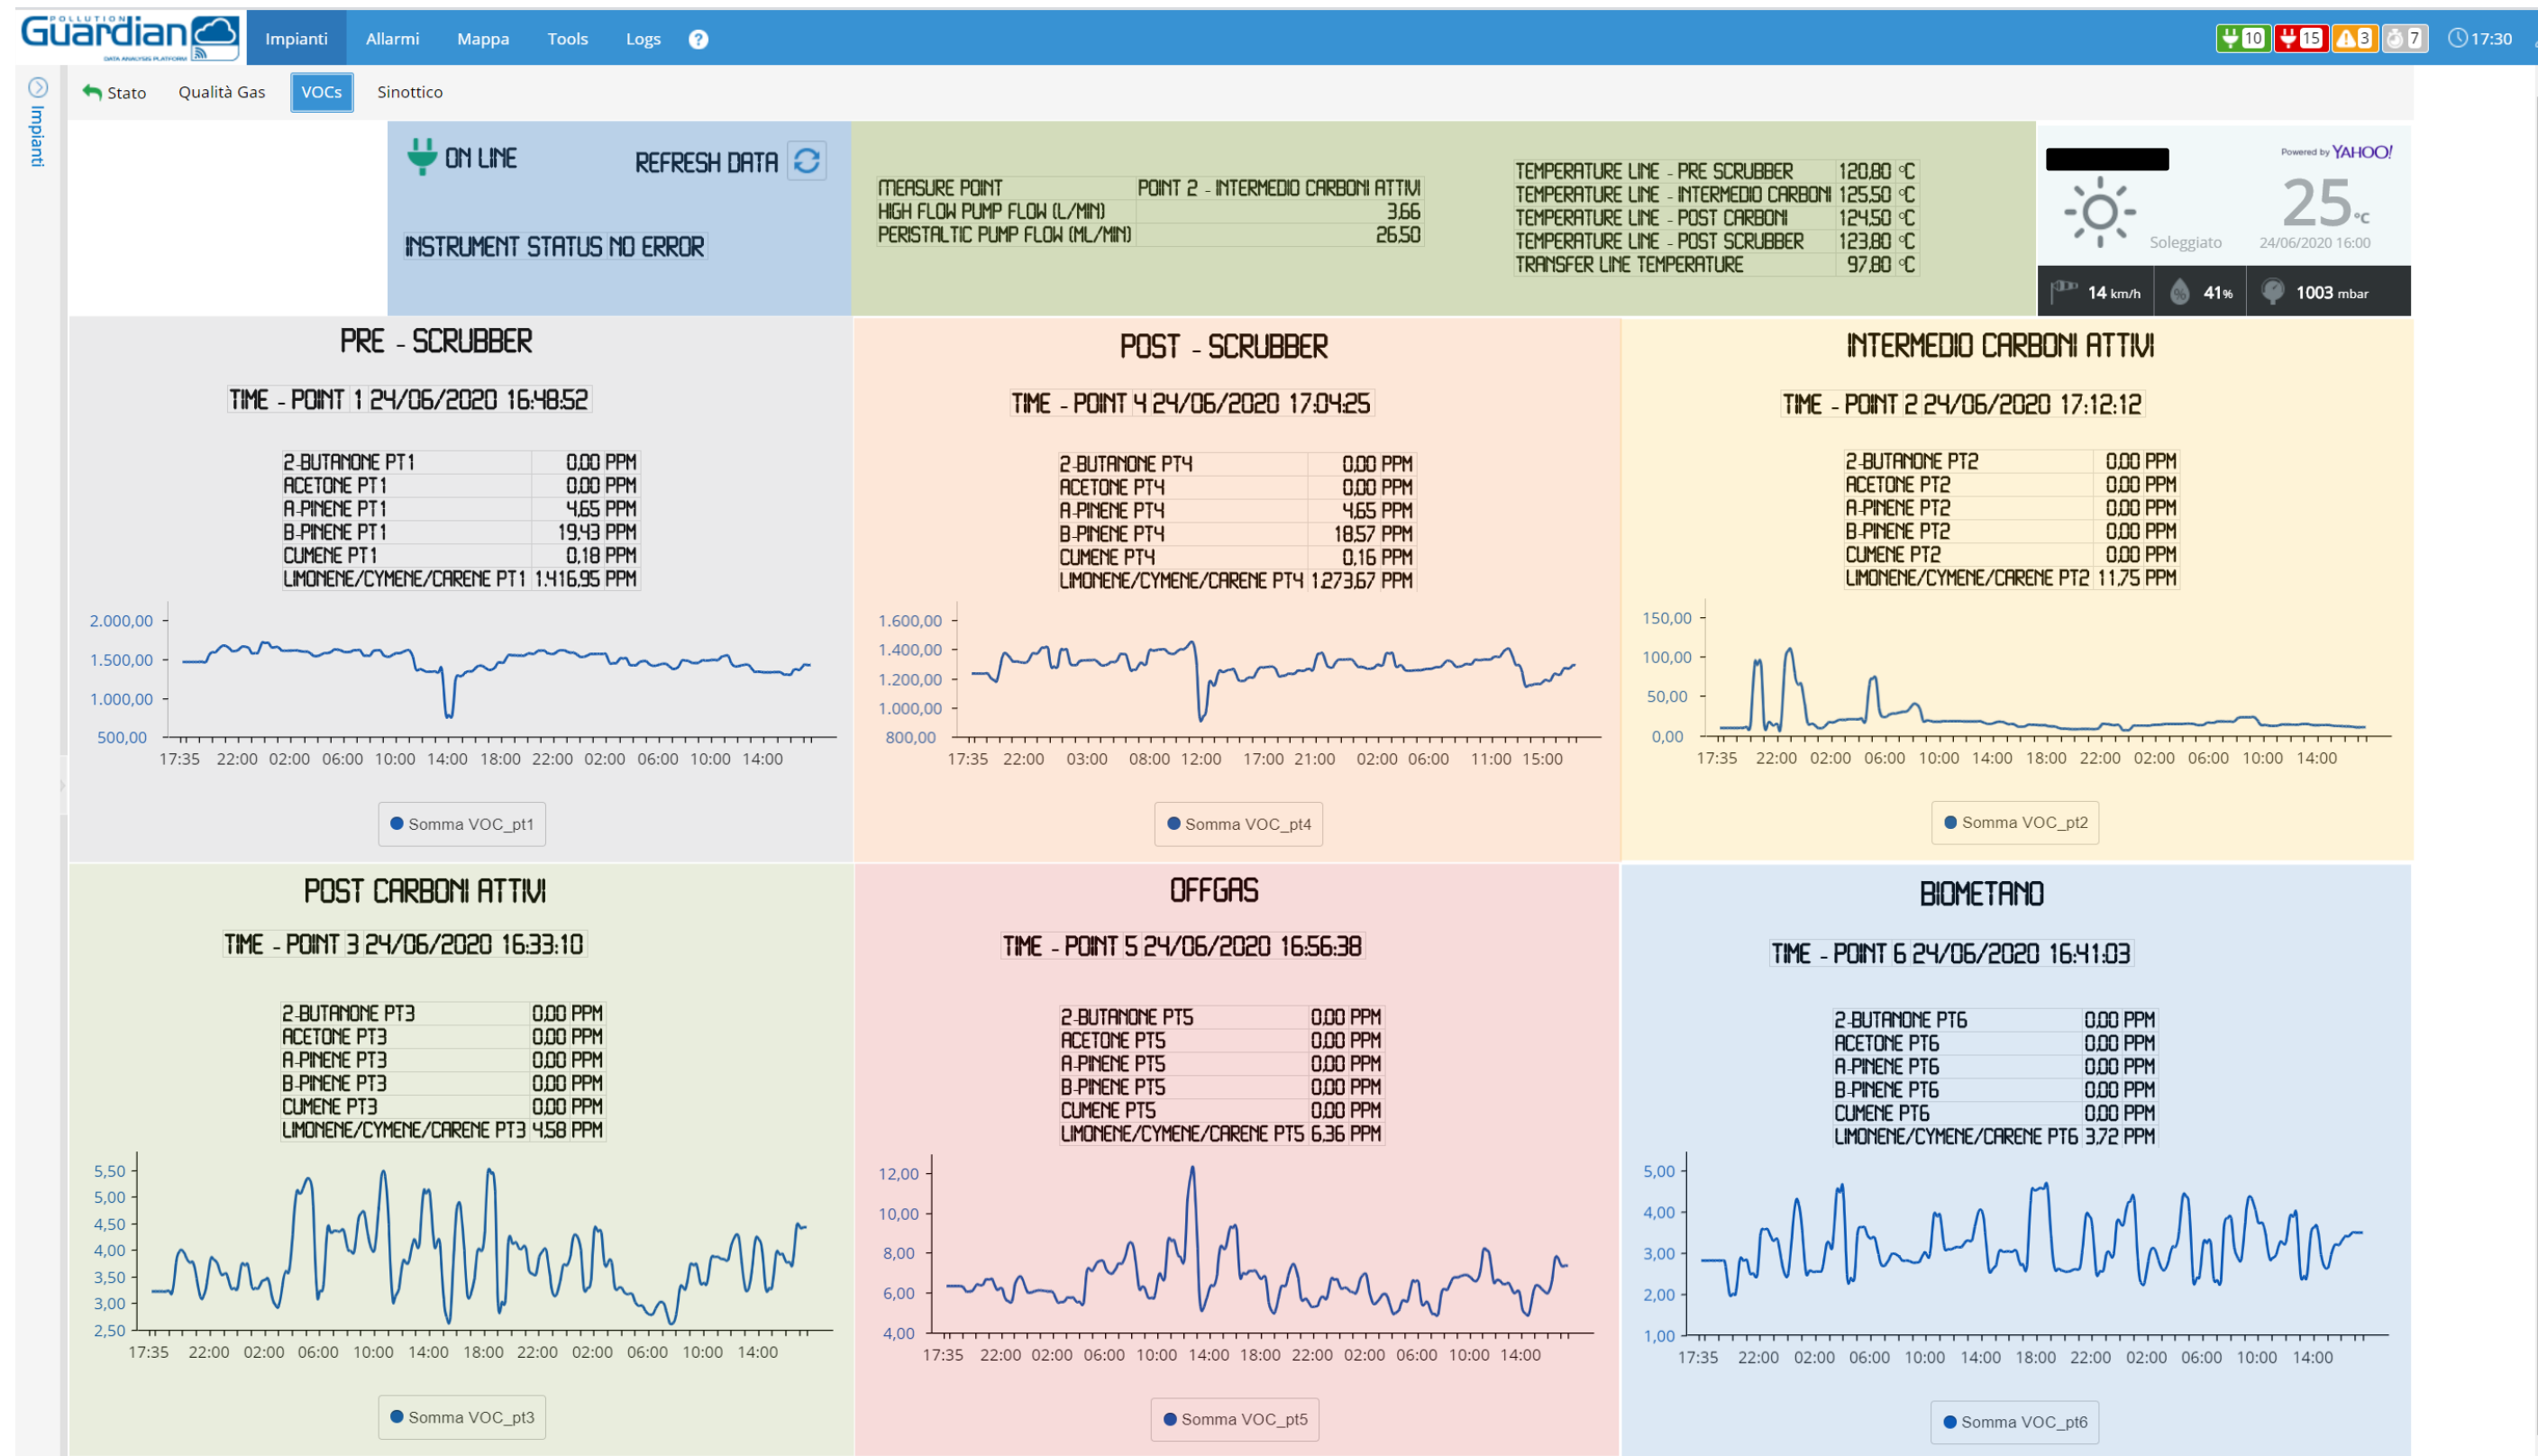 POLLUTION
Guardian
DATA ANALYSIS PLATFORM
Impianti Allarmi Mappa Tools Logs ?
10 15 3 7 17:30
Impianti
Stato Qualità Gas VOCs Sinottico
ON LINE REFRESH DATA
INSTRUMENT STATUS NO ERROR
MEASURE POINT POINT 2 - INTERMEDIO CARBONI ATTIVI
HIGH FLOW PUMP FLOW (L/MIN) 3,66
PERISTALTIC PUMP FLOW (ML/MIN) 26,50
TEMPERATURE LINE - PRE SCRUBBER 120,80 °C
TEMPERATURE LINE - INTERMEDIO CARBONI 125,50 °C
TEMPERATURE LINE - POST CARBONI 124,50 °C
TEMPERATURE LINE - POST SCRUBBER 123,80 °C
TRANSFER LINE TEMPERATURE 97,80 °C
Powered by YAHOO!
25 °C
Soleggiato 24/06/2020 16:00
14 km/h % 41% 1003 mbar
PRE - SCRUBBER
TIME - POINT 1 24/06/2020 16:48:52
2-BUTANONE PT1 0,00 PPM
ACETONE PT1 0,00 PPM
A-PINENE PT1 4,65 PPM
B-PINENE PT1 19,43 PPM
CUMENE PT1 0,18 PPM
LIMONENE/CYMENE/CARENE PT1 1.416,95 PPM
2.000,00
1.500,00
1.000,00
500,00
17:35 22:00 02:00 06:00 10:00 14:00 18:00 22:00 02:00 06:00 10:00 14:00
Somma VOC_pt1
POST - SCRUBBER
TIME - POINT 4 24/06/2020 17:04:25
2-BUTANONE PT4 0,00 PPM
ACETONE PT4 0,00 PPM
A-PINENE PT4 4,65 PPM
B-PINENE PT4 18,57 PPM
CUMENE PT4 0,16 PPM
LIMONENE/CYMENE/CARENE PT4 1.273,67 PPM
1.600,00
1.400,00
1.200,00
1.000,00
800,00
17:35 22:00 03:00 08:00 12:00 17:00 21:00 02:00 06:00 11:00 15:00
Somma VOC_pt4
INTERMEDIO CARBONI ATTIVI
TIME - POINT 2 24/06/2020 17:12:12
2-BUTANONE PT2 0,00 PPM
ACETONE PT2 0,00 PPM
A-PINENE PT2 0,00 PPM
B-PINENE PT2 0,00 PPM
CUMENE PT2 0,00 PPM
LIMONENE/CYMENE/CARENE PT2 11,75 PPM
150,00
100,00
50,00
0,00
17:35 22:00 02:00 06:00 10:00 14:00 18:00 22:00 02:00 06:00 10:00 14:00
Somma VOC_pt2
POST CARBONI ATTIVI
TIME - POINT 3 24/06/2020 16:33:10
2-BUTANONE PT3 0,00 PPM
ACETONE PT3 0,00 PPM
A-PINENE PT3 0,00 PPM
B-PINENE PT3 0,00 PPM
CUMENE PT3 0,00 PPM
LIMONENE/CYMENE/CARENE PT3 4,58 PPM
5,50
5,00
4,50
4,00
3,50
3,00
2,50
17:35 22:00 02:00 06:00 10:00 14:00 18:00 22:00 02:00 06:00 10:00 14:00
Somma VOC_pt3
OFFGAS
TIME - POINT 5 24/06/2020 16:56:38
2-BUTANONE PT5 0,00 PPM
ACETONE PT5 0,00 PPM
A-PINENE PT5 0,00 PPM
B-PINENE PT5 0,00 PPM
CUMENE PT5 0,00 PPM
LIMONENE/CYMENE/CARENE PT5 6,36 PPM
12,00
10,00
8,00
6,00
4,00
17:35 22:00 02:00 06:00 10:00 14:00 18:00 22:00 02:00 06:00 10:00 14:00
Somma VOC_pt5
BIOMETANO
TIME - POINT 6 24/06/2020 16:41:03
2-BUTANONE PT6 0,00 PPM
ACETONE PT6 0,00 PPM
A-PINENE PT6 0,00 PPM
B-PINENE PT6 0,00 PPM
CUMENE PT6 0,00 PPM
LIMONENE/CYMENE/CARENE PT6 3,72 PPM
5,00
4,00
3,00
2,00
1,00
17:35 22:00 02:00 06:00 10:00 14:00 18:00 22:00 02:00 06:00 10:00 14:00
Somma VOC_pt6